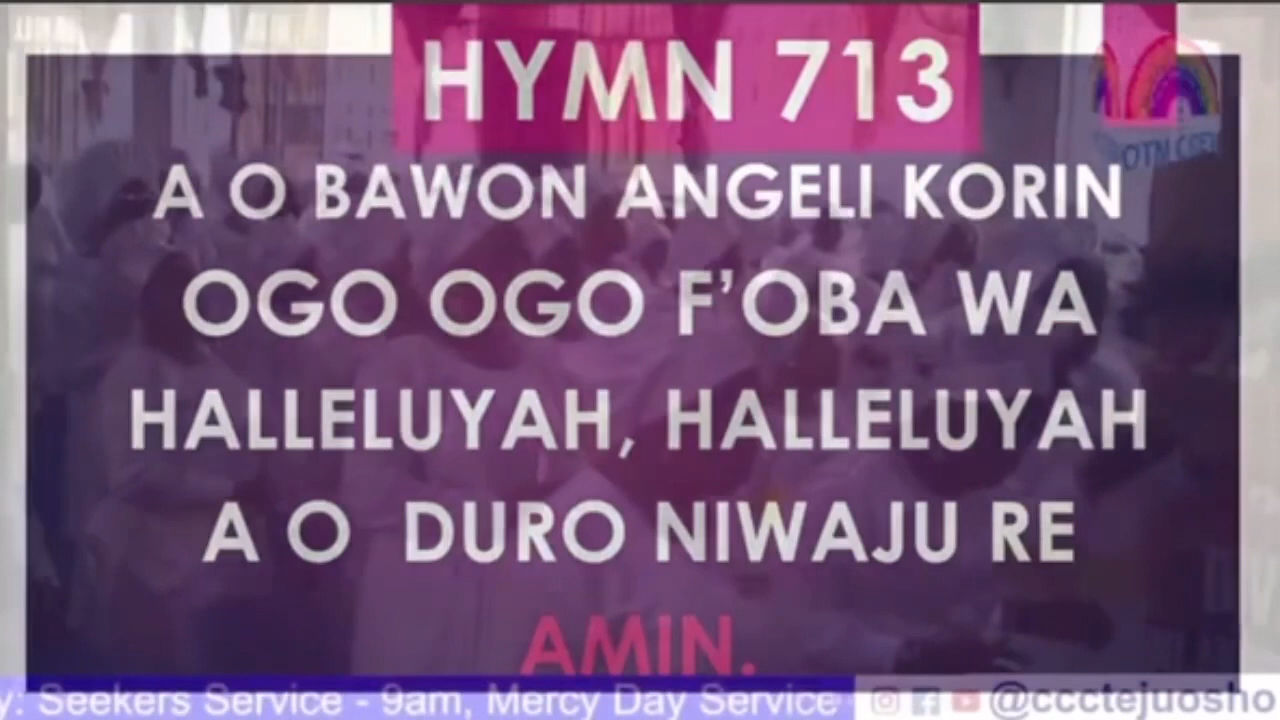 HYMN 713
A O BAWON ANGELI KORIN
OGO OGO F'OBA WA
HALLELUYAH, HALLELUYAH
A O DURO NIWAJU RE
AMIN.
y: Seekers Service - 9am, Mercy Day Service
@ccctejuosho